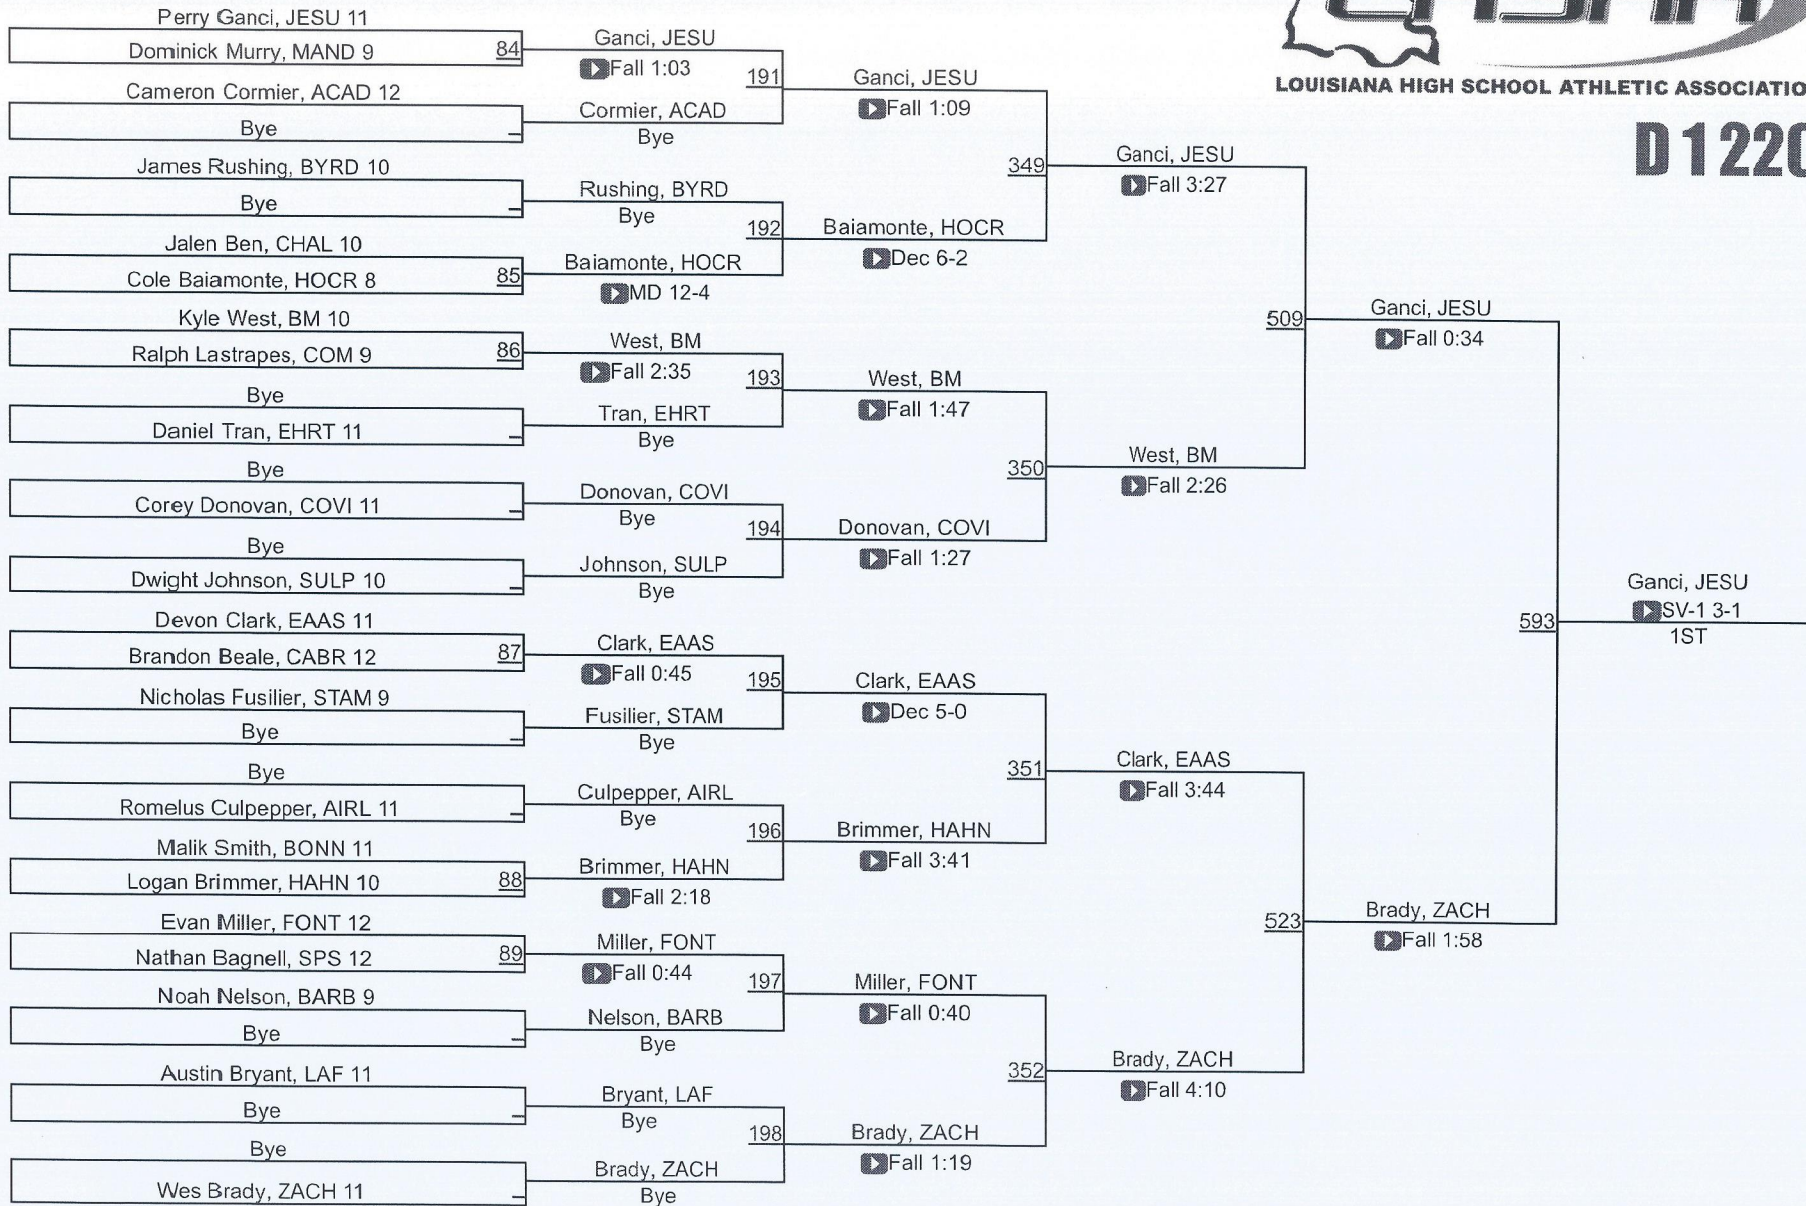 LOUISIANA HIGH SCHOOL ATHLETIC ASSOCIATIO
D1 220
Perry Ganci, JESU 11
Dominick Murry, MAND 9
84
Cameron Cormier, ACAD 12
Bye
James Rushing, BYRD 10
Bye
Jalen Ben, CHAL 10
Cole Baiamonte, HOCR 8
85
Kyle West, BM 10
Ralph Lastrapes, COM 9
86
Bye
Daniel Tran, EHRT 11
Bye
Corey Donovan, COVI 11
Bye
Dwight Johnson, SULP 10
Devon Clark, EAAS 11
Brandon Beale, CABR 12
87
Nicholas Fusilier, STAM 9
Bye
Bye
Romelus Culpepper, AIRL 11
Malik Smith, BONN 11
Logan Brimmer, HAHN 10
88
Evan Miller, FONT 12
Nathan Bagnell, SPS 12
89
Noah Nelson, BARB 9
Bye
Austin Bryant, LAF 11
Bye
Bye
Wes Brady, ZACH 11
Ganci, JESU
Fall 1:03
191
Cormier, ACAD
Bye
Rushing, BYRD
Bye
192
Baiamonte, HOCR
MD 12-4
West, BM
Fall 2:35
193
Tran, EHRT
Bye
Donovan, COVI
Bye
194
Johnson, SULP
Bye
Clark, EAAS
Fall 0:45
195
Fusilier, STAM
Bye
Culpepper, AIRL
Bye
196
Brimmer, HAHN
Fall 2:18
Miller, FONT
Fall 0:44
197
Nelson, BARB
Bye
Bryant, LAF
Bye
198
Brady, ZACH
Bye
Ganci, JESU
Fall 1:09
349
Baiamonte, HOCR
Dec 6-2
West, BM
Fall 1:47
350
Donovan, COVI
Fall 1:27
Clark, EAAS
Dec 5-0
351
Brimmer, HAHN
Fall 3:41
Miller, FONT
Fall 0:40
352
Brady, ZACH
Fall 1:19
Ganci, JESU
Fall 3:27
509
West, BM
Fall 2:26
Clark, EAAS
Fall 3:44
523
Brady, ZACH
Fall 4:10
Ganci, JESU
Fall 0:34
593
Brady, ZACH
Fall 1:58
Ganci, JESU
SV-1 3-1
1ST